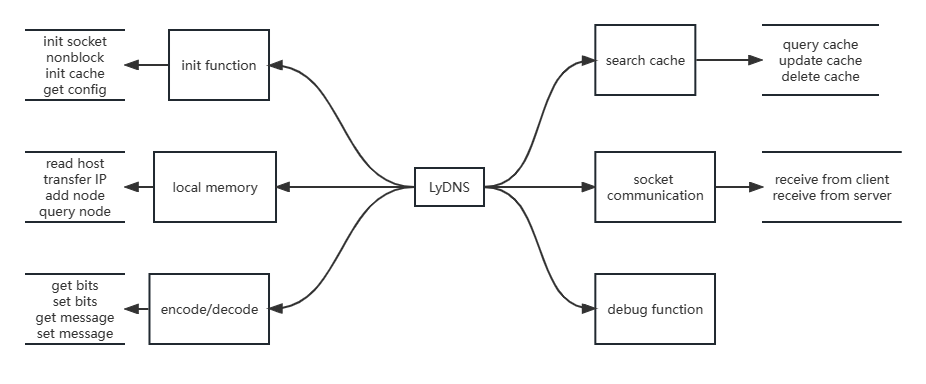 init socket
nonblock
init cache
get config
init function
search cache
query cache
update cache
delete cache
read host
transfer IP
add node
query node
local memory
LyDNS
socket
communication
receive from client
receive from server
get bits
set bits
get message
set message
encode/decode
debug function